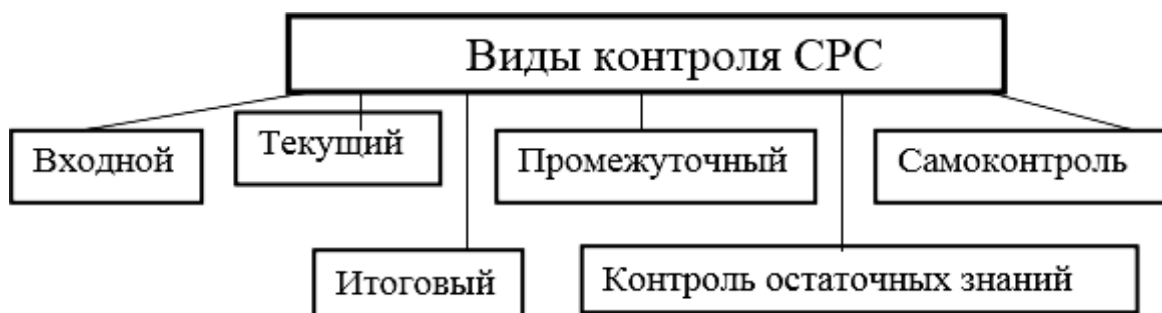 Виды контроля СРС
Входной
Текущий
Промежуточный
Самоконтроль
Итоговый
Контроль остаточных знаний